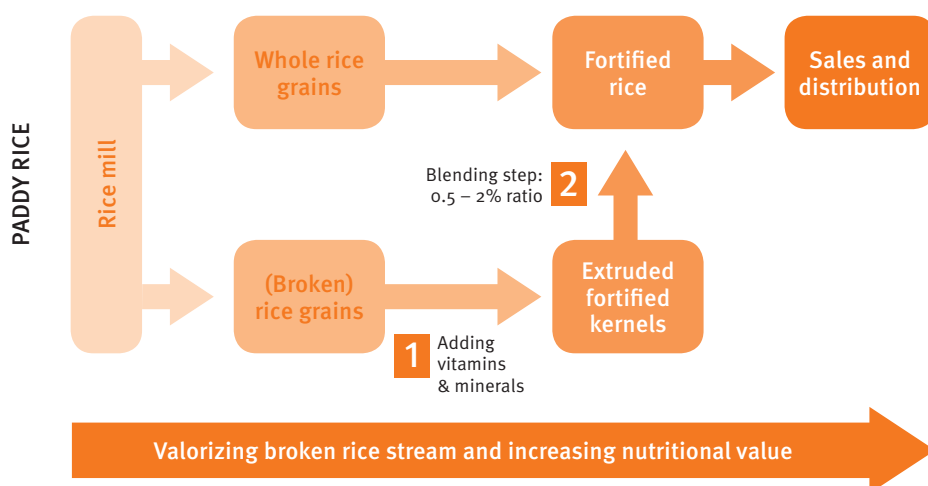 PADDY RICE
Rice mill
Whole rice
grains
Fortified
rice
Sales and
distribution
Blending step:
0.5 – 2% ratio
2
(Broken)
rice grains
Extruded
fortified
kernels
1
Adding
vitamins
& minerals
Valorizing broken rice stream and increasing nutritional value